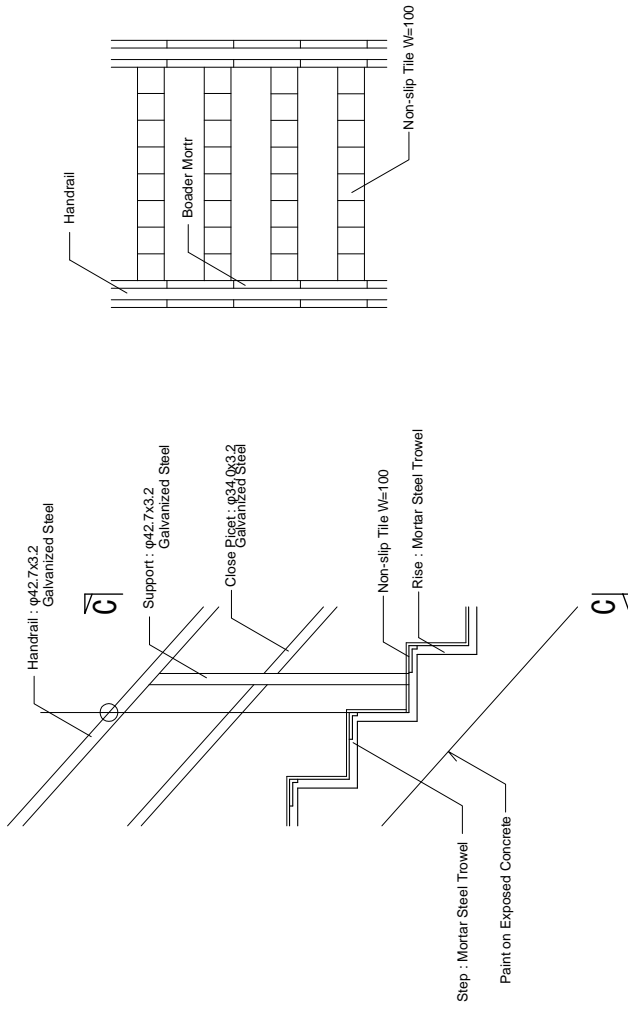 Handrail : φ42.7x3.2
Galvanized Steel
C
Support : φ42.7x3.2
Galvanized Steel
Close Picet : φ34.0x3.2
Galvanized Steel
Non-slip Tile W=100
Rise : Mortar Steel Trowel
C
Step : Mortar Steel Trowel
Paint on Exposed Concrete
Handrail
Boader Mortr
Non-slip Tile W=100